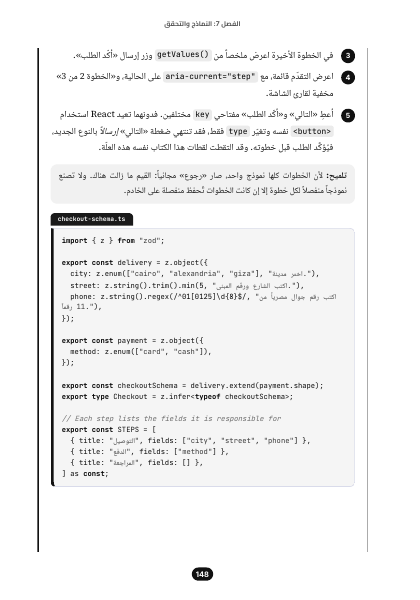 الفصل 7: النماذج والتحقق
3 في الخطوة الأخيرة اعرض ملخصاً من getValues() وزر إرسال «أكّد الطلب».
4 اعرض التقدّم قائمة، مع aria-current="step" على الحالية، و«الخطوة 2 من 3»
مخفية لقارئ الشاشة.
5 أعطِ «التالي» و«أكّد الطلب» مفتاحي key مختلفين. فدونهما تعيد React استخدام
<button> نفسه وتغيّر type فقط، فقد تنتهي ضغطة «التالي» إرسالاً بالنوع الجديد،
فيُؤكَّد الطلب قبل خطوته. وقد التقطت لقطات هذا الكتاب نفسه هذه العلّة.
تلميح: لأن الخطوات كلها نموذج واحد، صار «رجوع» مجانياً: القيم ما زالت هناك. ولا تصنع
نموذجاً منفصلاً لكل خطوة إلا إن كانت الخطوات تُحفظ منفصلة على الخادم.
checkout-schema.ts
import { z } from "zod";
export const delivery = z.object({
city: z.enum(["cairo", "alexandria", "giza"], "اختر مدينة."),
street: z.string().trim().min(5, "اكتب الشارع ورقم المبنى."),
phone: z.string().regex(/^01[0125]\d{8}$/, "اكتب رقم جوال مصرياً من
11 رقماً."),
});
export const payment = z.object({
method: z.enum(["card", "cash"]),
});
export const checkoutSchema = delivery.extend(payment.shape);
export type Checkout = z.infer<typeof checkoutSchema>;
// Each step lists the fields it is responsible for
export const STEPS = [
{ title: "التوصيل", fields: ["city", "street", "phone"] },
{ title: "الدفع", fields: ["method"] },
{ title: "المراجعة", fields: [] },
] as const;
148